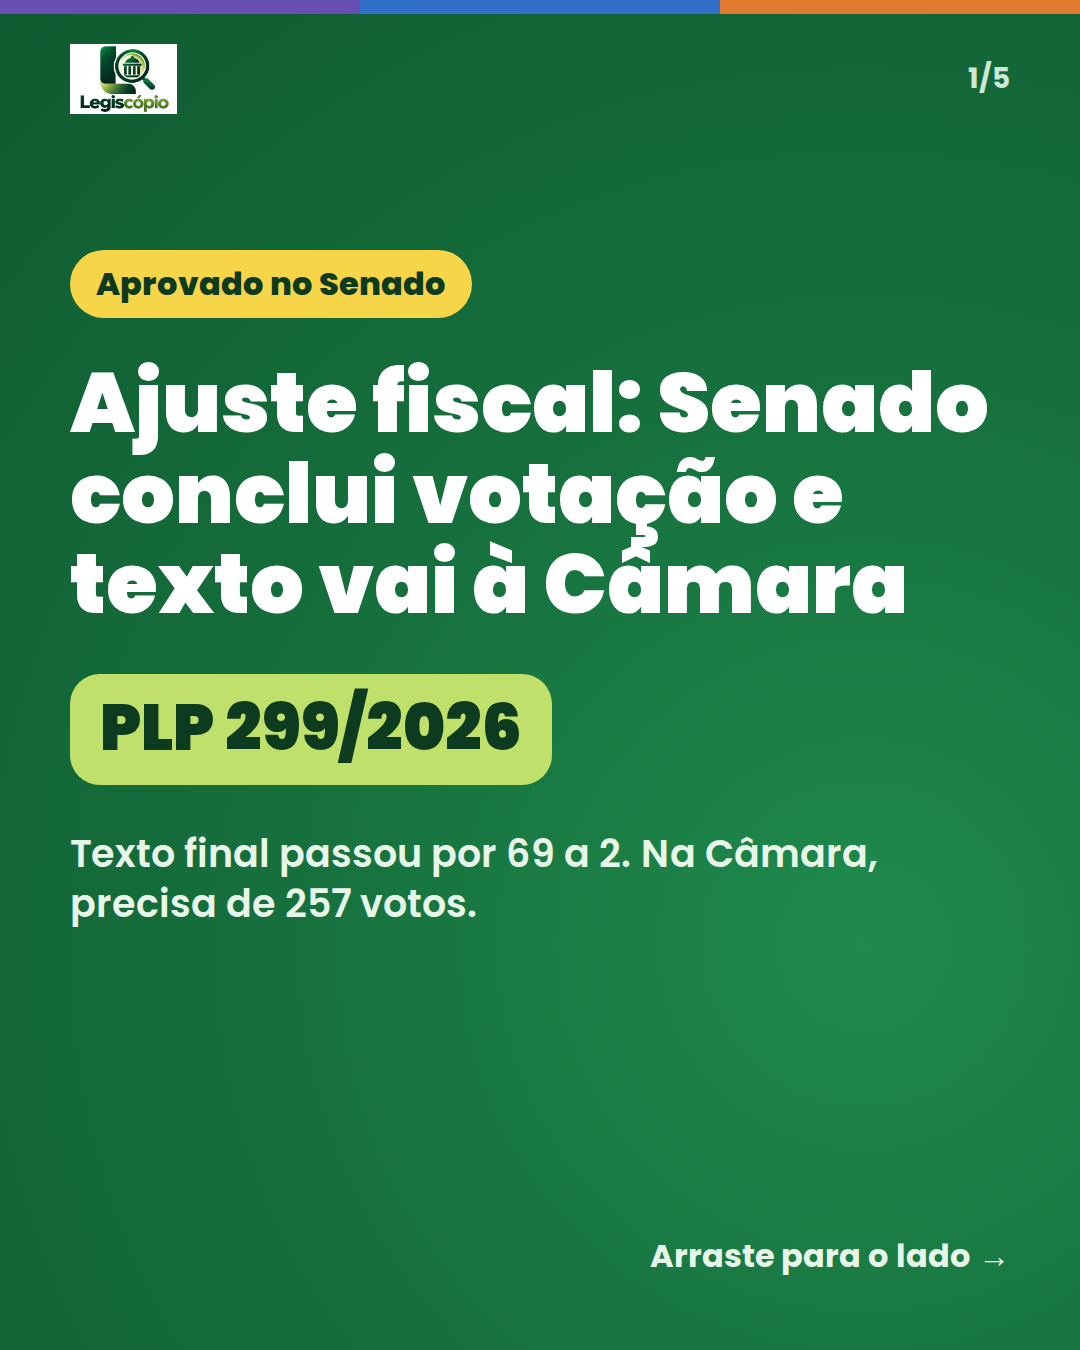 Legiscópio
1/5
Aprovado no Senado
Ajuste fiscal: Senado
conclui votação e
texto vai à Câmara
PLP 299/2026
Texto final passou por 69 a 2. Na Câmara,
precisa de 257 votos.
Arraste para o lado →